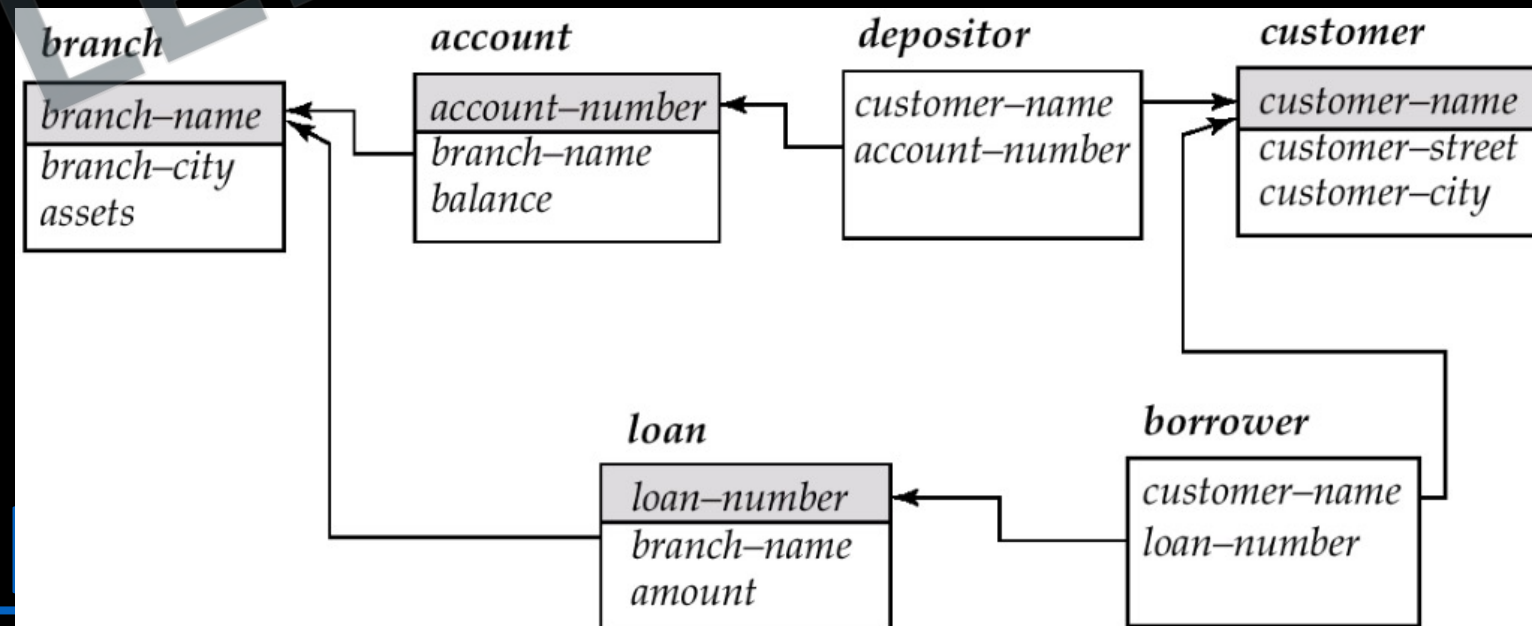 branch
branch–name
branch–city
assets
account
account–number
branch–name
balance
depositor
customer–name
account–number
customer
customer–name
customer–street
customer–city
loan
loan–number
branch–name
amount
borrower
customer–name
loan–number